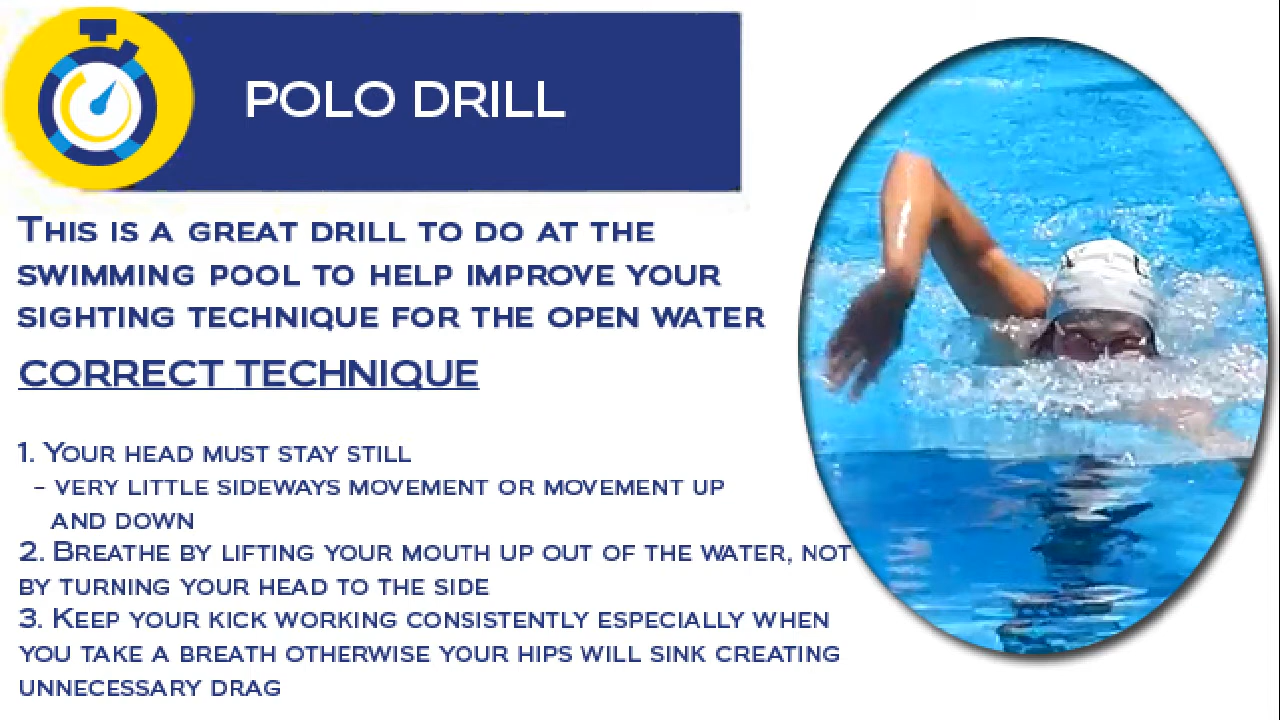 POLO DRILL
THIS IS A GREAT DRILL TO DO AT THE
SWIMMING POOL TO HELP IMPROVE YOUR
SIGHTING TECHNIQUE FOR THE OPEN WATER
CORRECT TECHNIQUE
1. YOUR HEAD MUST STAY STILL
- VERY LITTLE SIDEWAYS MOVEMENT OR MOVEMENT UP
AND DOWN
2. BREATHE BY LIFTING YOUR MOUTH UP OUT OF THE WATER, NOT
BY TURNING YOUR HEAD TO THE SIDE
3. KEEP YOUR KICK WORKING CONSISTENTLY ESPECIALLY WHEN
YOU TAKE A BREATH OTHERWISE YOUR HIPS WILL SINK CREATING
UNNECESSARY DRAG